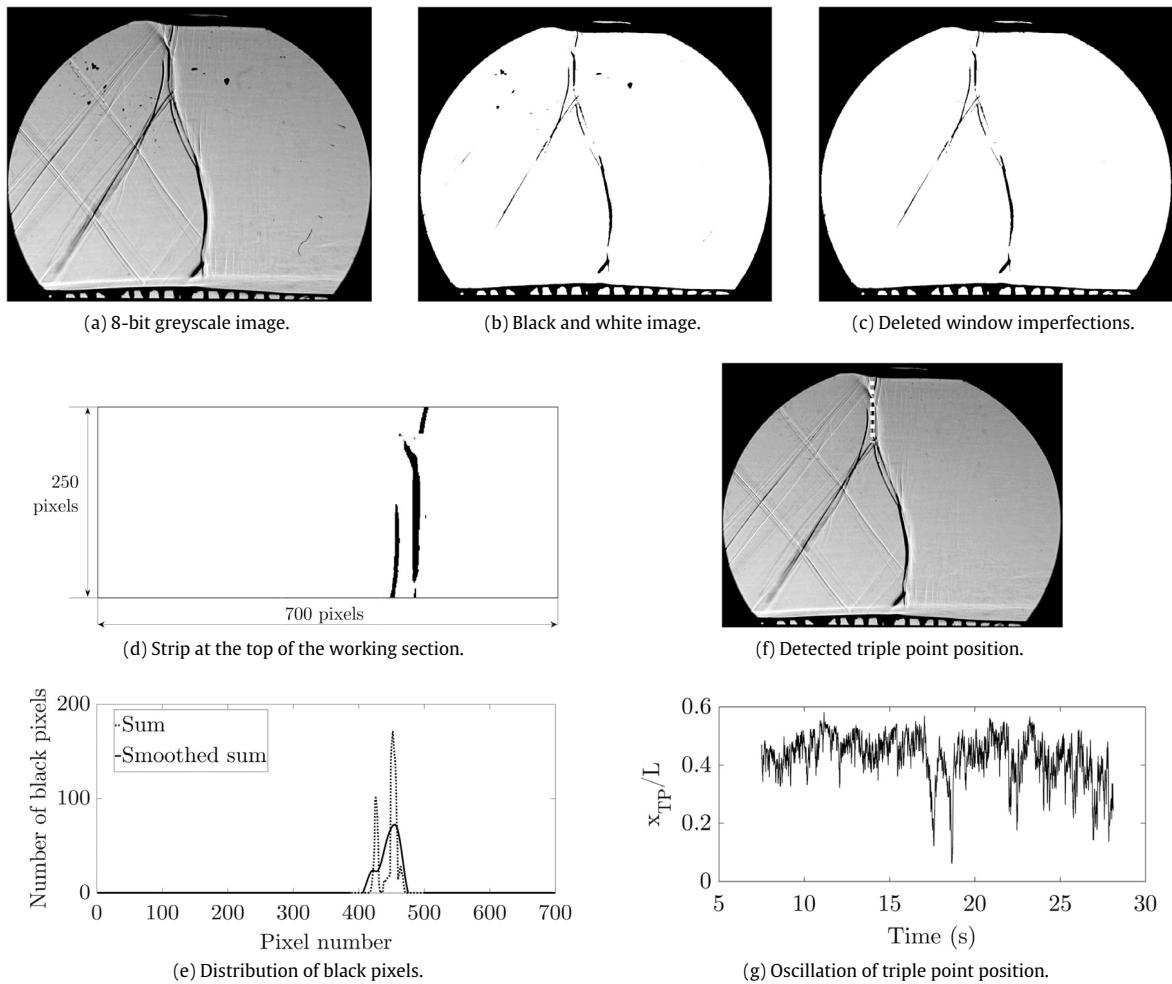 (a) 8-bit greyscale image.
(b) Black and white image.
(c) Deleted window imperfections.
250
pixels
700 pixels
(d) Strip at the top of the working section.
(f) Detected triple point position.
Number of black pixels
200
100
0
Sum
Smoothed sum
0 100 200 300 400 500 600 700
Pixel number
(e) Distribution of black pixels.
x_TP/L
0.6
0.4
0.2
0
5 10 15 20 25 30
Time (s)
(g) Oscillation of triple point position.